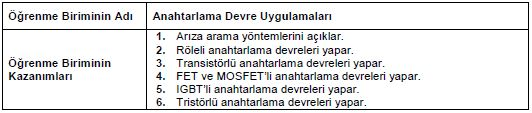 Öğrenme Biriminin Adı Anahtarlama Devre Uygulamaları
Öğrenme Biriminin
Kazanımları
1. Arıza arama yöntemlerini açıklar.
2. Röleli anahtarlama devreleri yapar.
3. Transistörlü anahtarlama devreleri yapar.
4. FET ve MOSFET'li anahtarlama devreleri yapar.
5. IGBT'li anahtarlama devreleri yapar.
6. Tristörlü anahtarlama devreleri yapar.